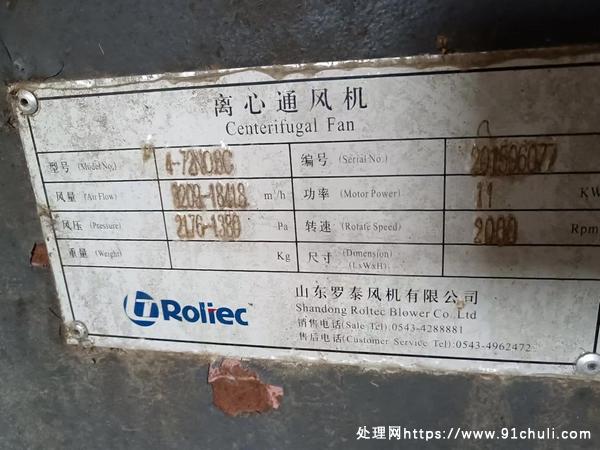 离心通风机
Centerifugal Fan
型号 (Model No.) 4-72NO8C 编号 (Serial No.)
风量 (Air Flow) m³/h 功率 (Motor Power) 11 KW
风压 (Pressure) 2176-1380 Pa 转速 (Rotate Speed) 2000 Rpm
重量 (Weight) Kg 尺寸 (Dimension) (LxWxH)
Roltec
山东罗泰风机有限公司
Shandong Roltec Blower Co.,Ltd
销售电话(Sale Tel):0543-4288881
售后电话(Customer Service Tel):0543-4962472
处理网https://www.91chuli.com/